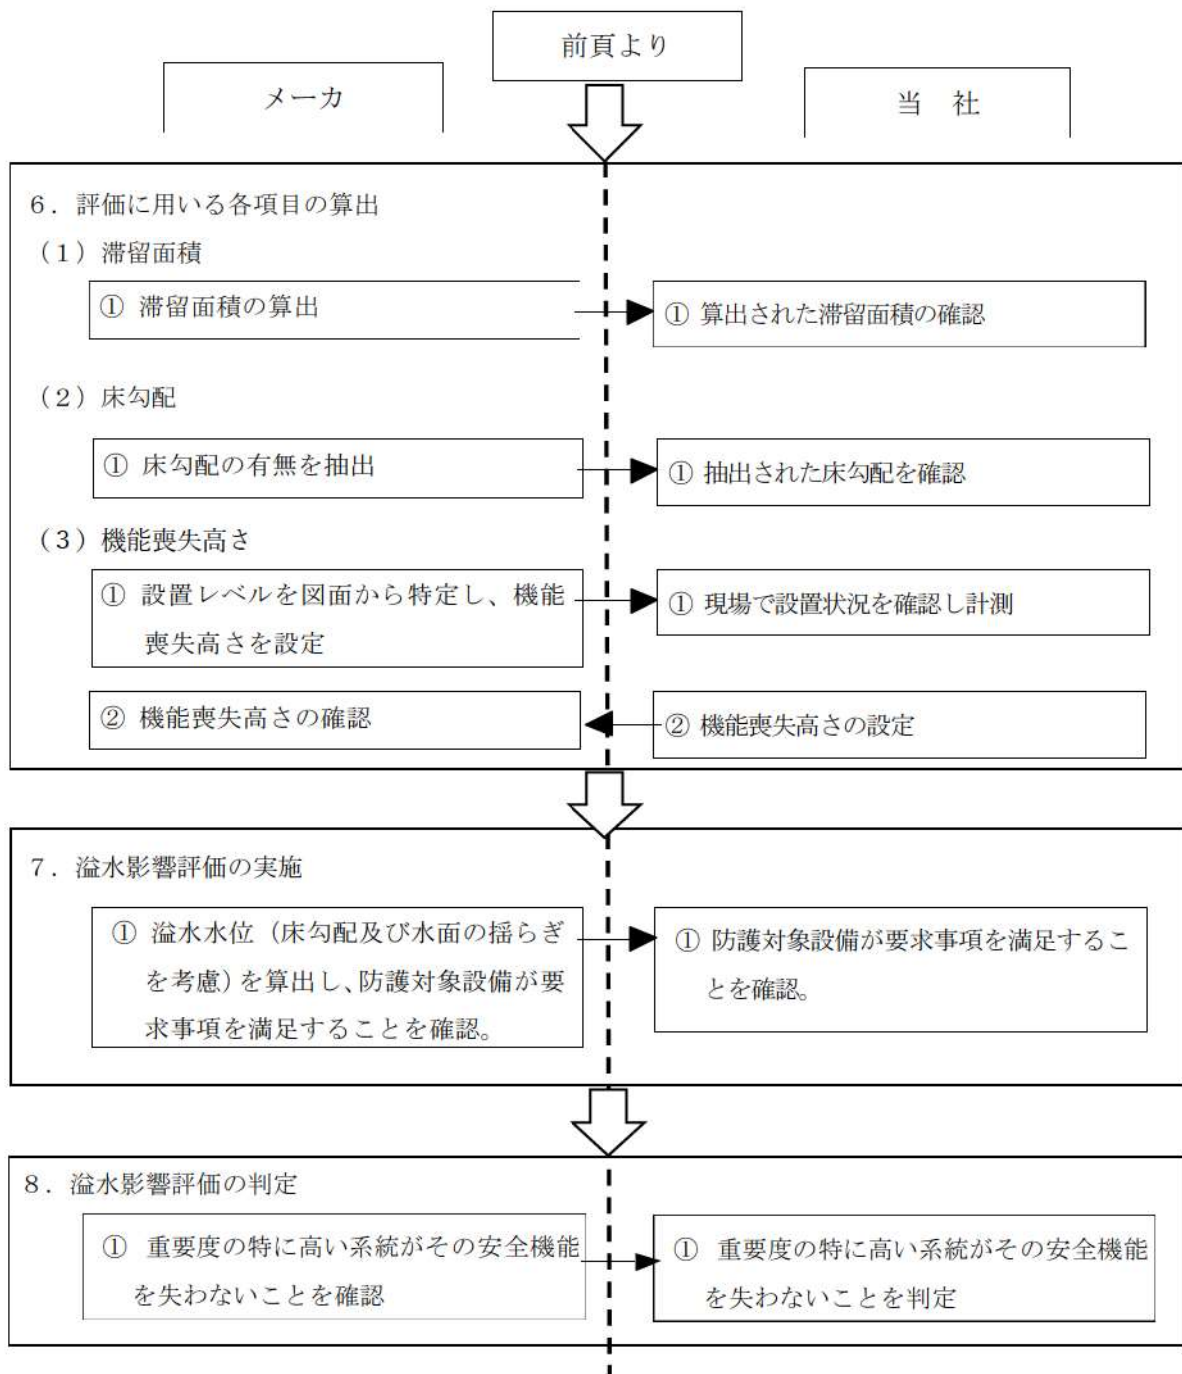 前頁より
メーカ
当 社
6.評価に用いる各項目の算出
(1)滞留面積
① 滞留面積の算出
① 算出された滞留面積の確認
(2)床勾配
① 床勾配の有無を抽出
① 抽出された床勾配を確認
(3)機能喪失高さ
① 設置レベルを図面から特定し、機能
喪失高さを設定
① 現場で設置状況を確認し計測
② 機能喪失高さの確認
② 機能喪失高さの設定
7.溢水影響評価の実施
① 溢水水位(床勾配及び水面の揺らぎ
を考慮)を算出し、防護対象設備が要
求事項を満足することを確認。
① 防護対象設備が要求事項を満足するこ
とを確認。
8.溢水影響評価の判定
① 重要度の特に高い系統がその安全機能
を失わないことを確認
① 重要度の特に高い系統がその安全機能
を失わないことを判定